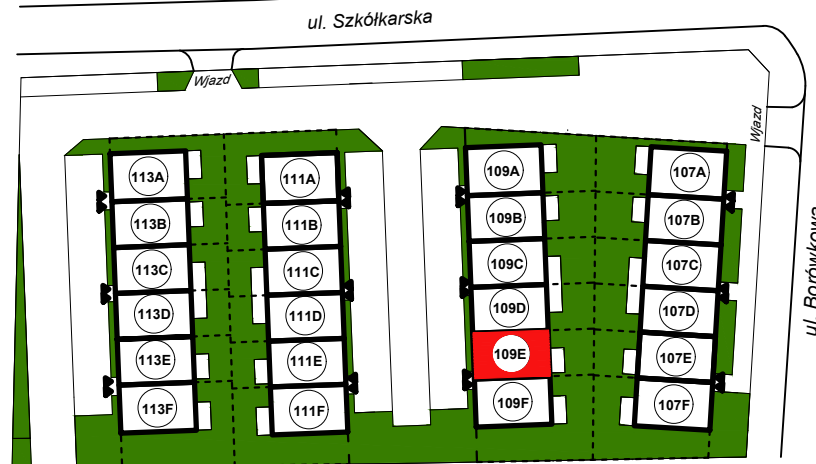 ul. Szkółkarska
Wjazd
Wjazd
ul. Borówkowa
113A
113B
113C
113D
113E
113F
111A
111B
111C
111D
111E
111F
109A
109B
109C
109D
109E
109F
107A
107B
107C
107D
107E
107F